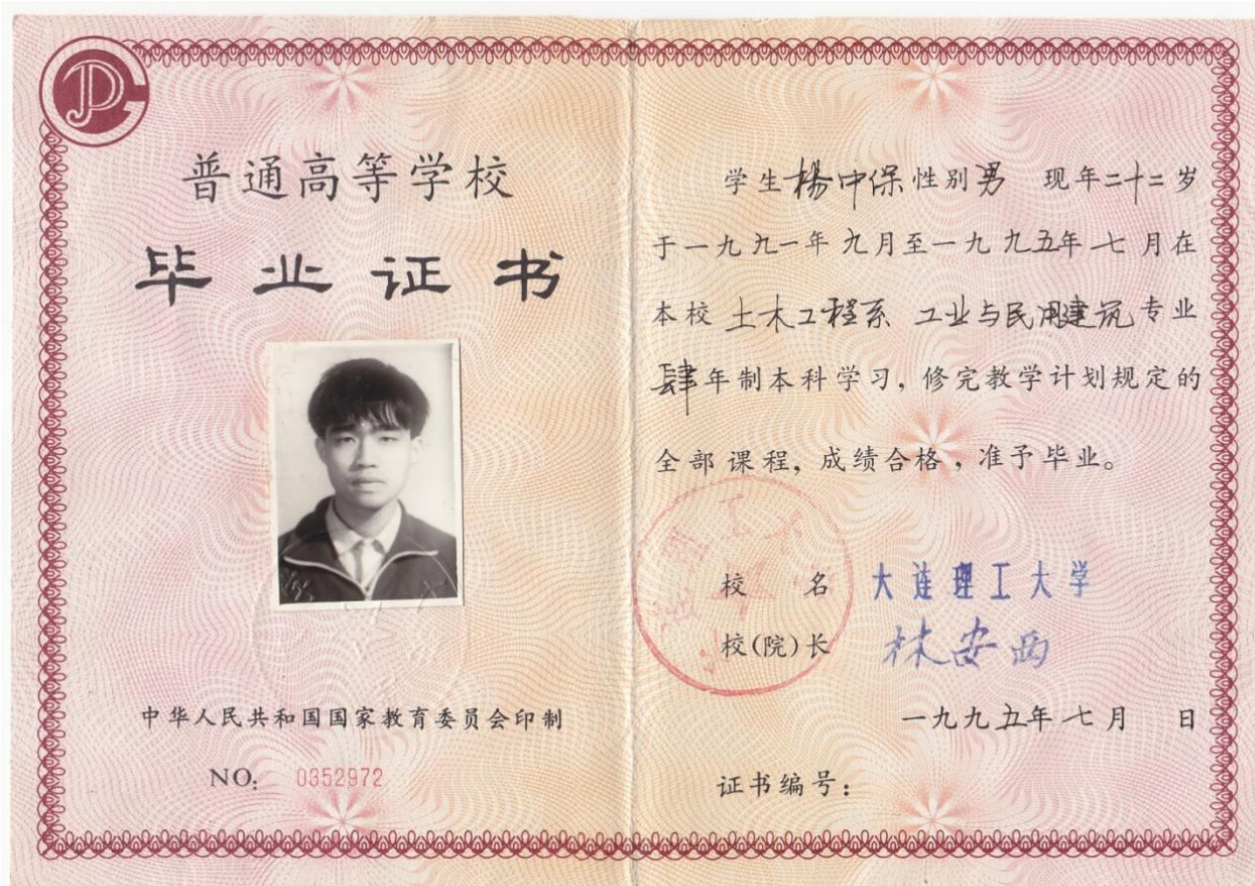 普通高等学校
毕业证书
中华人民共和国国家教育委员会印制
NO: 0352972
学生楊中保性别男 现年二十二岁
于一九九一年九月至一九九五年七月在
本校 土木工程系 工业与民用建筑专业
肆年制本科学习,修完教学计划规定的
全部课程,成绩合格,准予毕业。
校 名 大连理工大学
校(院)长 林安西
一九九五年七月 日
证书编号: